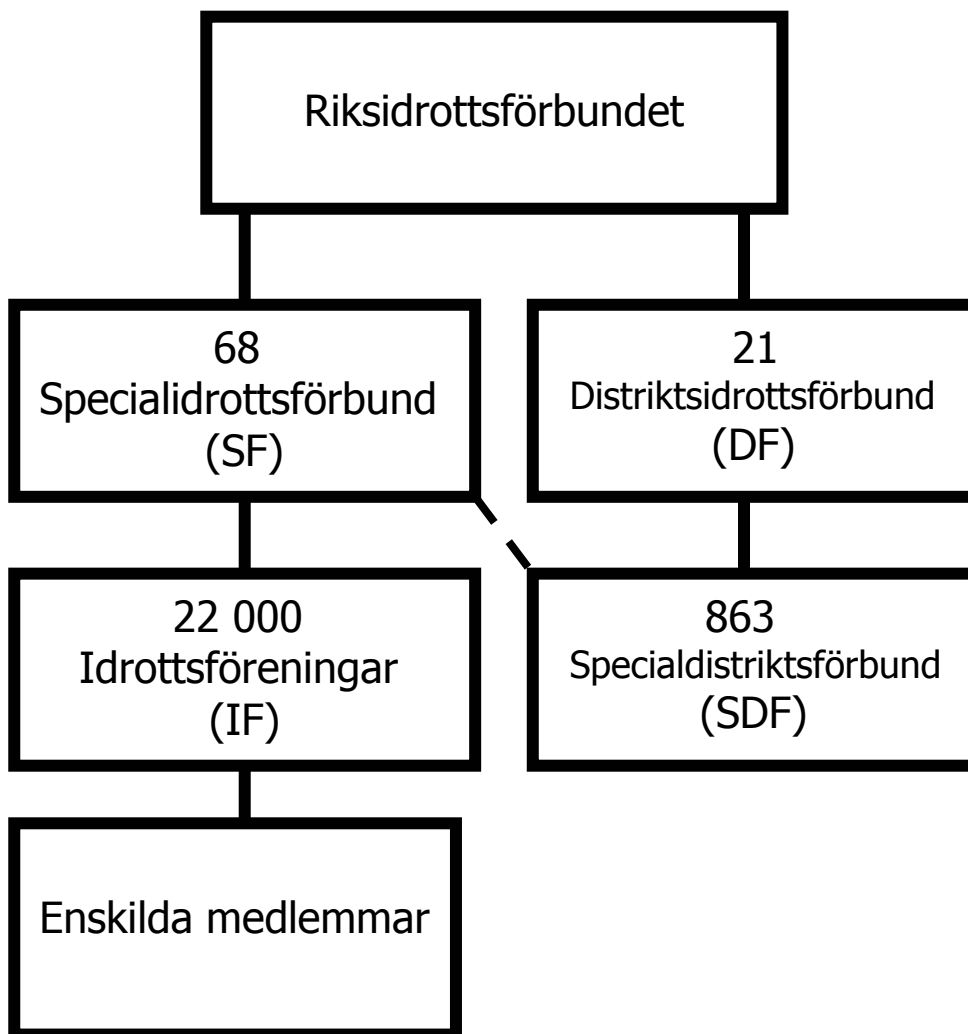 Riksidrottsförbundet
68
Specialidrottsförbund
(SF)
21
Distriktsidrottsförbund
(DF)
22 000
Idrottsföreningar
(IF)
863
Specialdistriktsförbund
(SDF)
Enskilda medlemmar